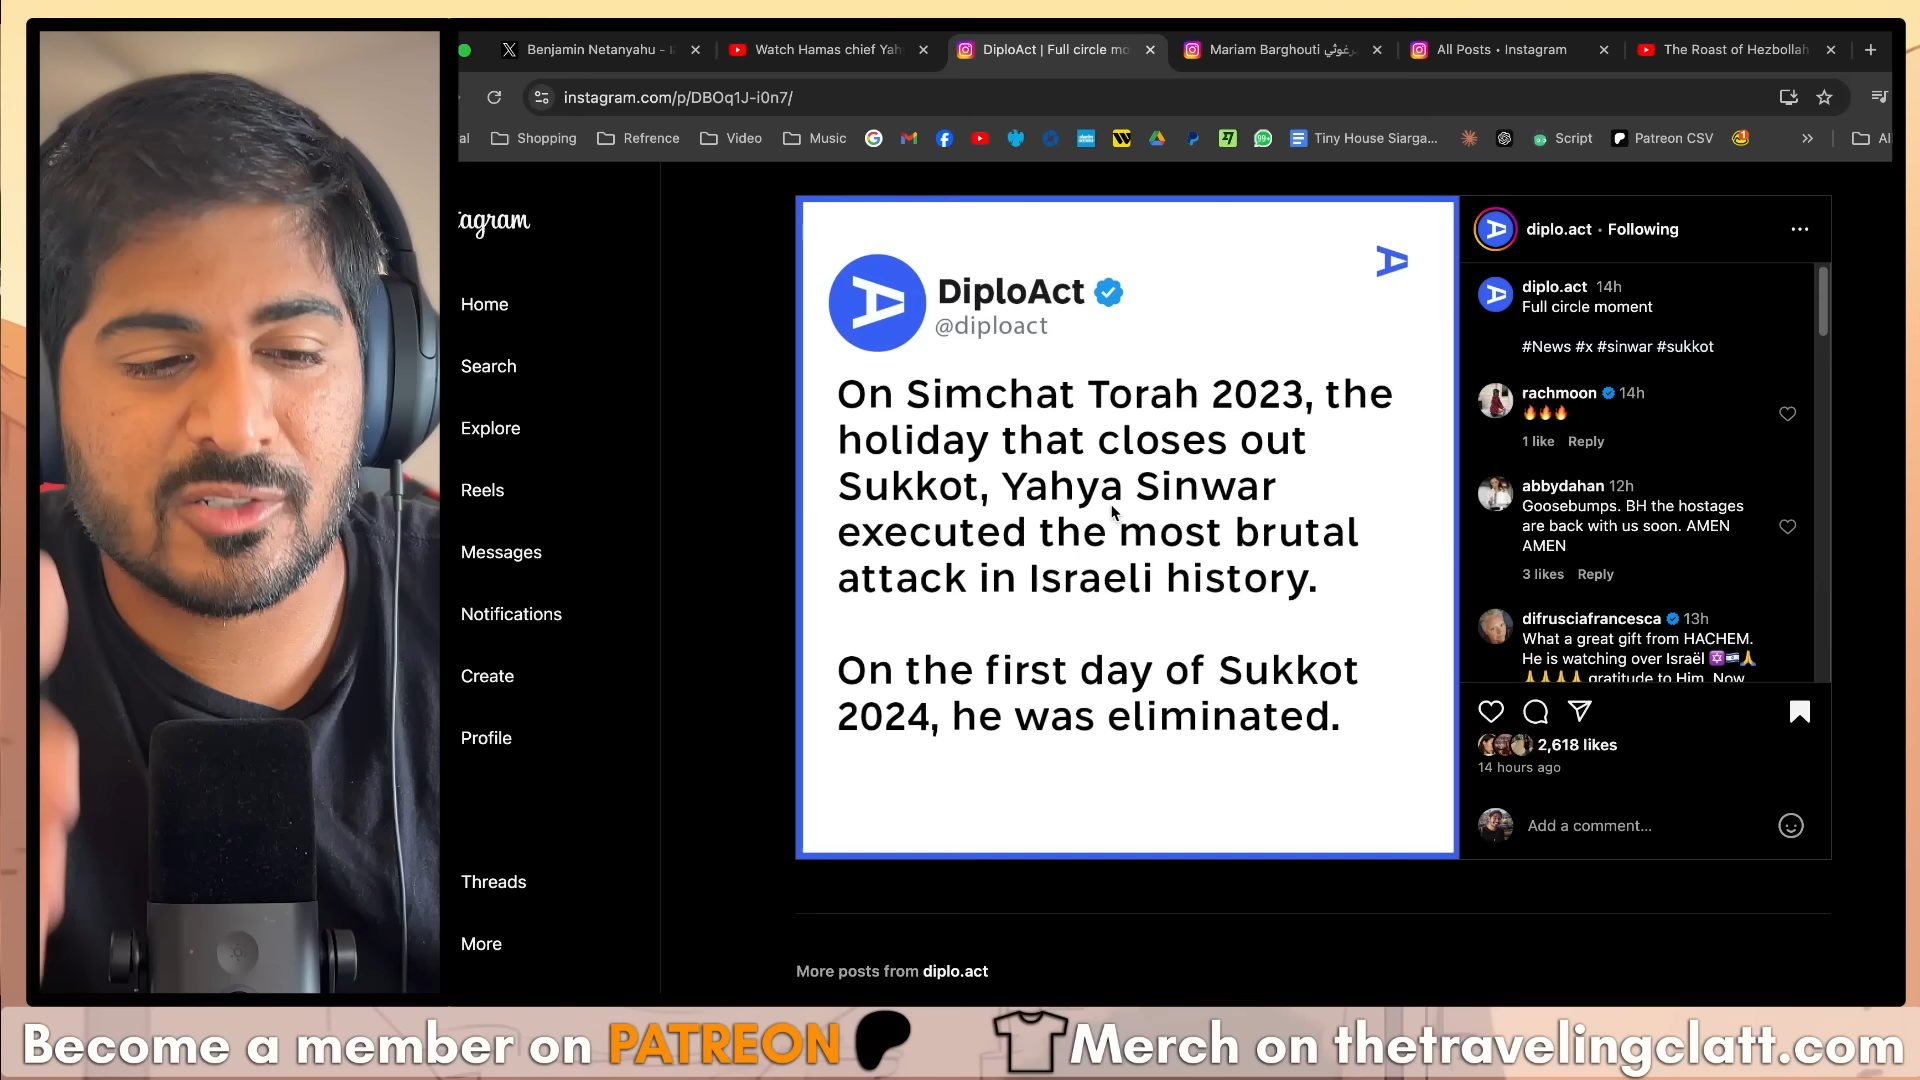 Benjamin Netanyahu -
Watch Hamas chief Yah
DiploAct | Full circle mo
Mariam Barghouti
All Posts • Instagram
The Roast of Hezbollah
instagram.com/p/DBOq1J-i0n7/
al
Shopping
Refrence
Video
Music
Tiny House Siarga...
Script
Patreon CSV
»
Al
tagram
Home
Search
Explore
Reels
Messages
Notifications
Create
Profile
Threads
More
DiploAct
@diploact
On Simchat Torah 2023, the
holiday that closes out
Sukkot, Yahya Sinwar
executed the most brutal
attack in Israeli history.
On the first day of Sukkot
2024, he was eliminated.
diplo.act • Following
diplo.act 14h
Full circle moment
#News #x #sinwar #sukkot
rachmoon 14h
🔥🔥🔥
1 like Reply
abbydahan 12h
Goosebumps. BH the hostages
are back with us soon. AMEN
AMEN
3 likes Reply
difrusciafrancesca 13h
What a great gift from HACHEM.
He is watching over Israël ✡️🇮🇱🙏
🙏🙏🙏🙏 gratitude to Him. Now
2,618 likes
14 hours ago
Add a comment...
More posts from diplo.act
Become a member on PATREON
Merch on thetravelingclatt.com